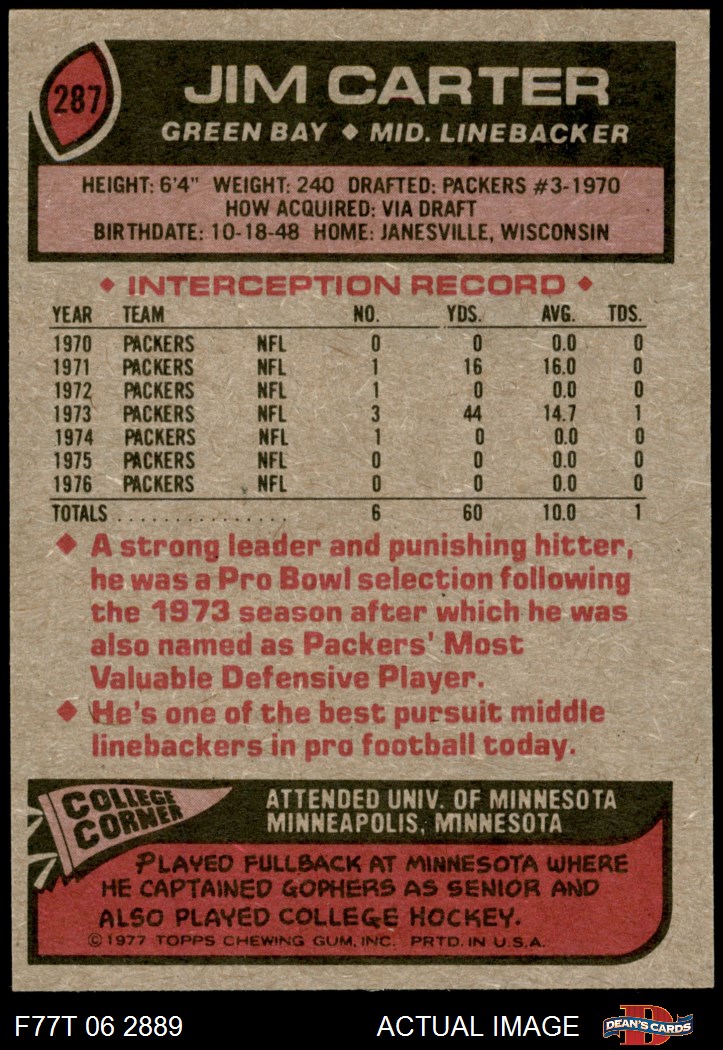 287
JIM CARTER
GREEN BAY ◆ MID. LINEBACKER
HEIGHT: 6'4" WEIGHT: 240 DRAFTED: PACKERS #3-1970
HOW ACQUIRED: VIA DRAFT
BIRTHDATE: 10-18-48 HOME: JANESVILLE, WISCONSIN
◆ INTERCEPTION RECORD ◆
YEAR TEAM NO. YDS. AVG. TDS.
1970 PACKERS NFL 0 0 0.0 0
1971 PACKERS NFL 1 16 16.0 0
1972 PACKERS NFL 1 0 0.0 0
1973 PACKERS NFL 3 44 14.7 1
1974 PACKERS NFL 1 0 0.0 0
1975 PACKERS NFL 0 0 0.0 0
1976 PACKERS NFL 0 0 0.0 0
TOTALS ................ 6 60 10.0 1
◆ A strong leader and punishing hitter,
he was a Pro Bowl selection following
the 1973 season after which he was
also named as Packers' Most
Valuable Defensive Player.
◆ He's one of the best pursuit middle
linebackers in pro football today.
COLLEGE
CORNER
ATTENDED UNIV. OF MINNESOTA
MINNEAPOLIS, MINNESOTA
PLAYED FULLBACK AT MINNESOTA WHERE
HE CAPTAINED GOPHERS AS SENIOR AND
ALSO PLAYED COLLEGE HOCKEY.
©1977 TOPPS CHEWING GUM, INC. PRTD. IN U.S.A.
F77T 06 2889
ACTUAL IMAGE
D
DEAN'S CARDS